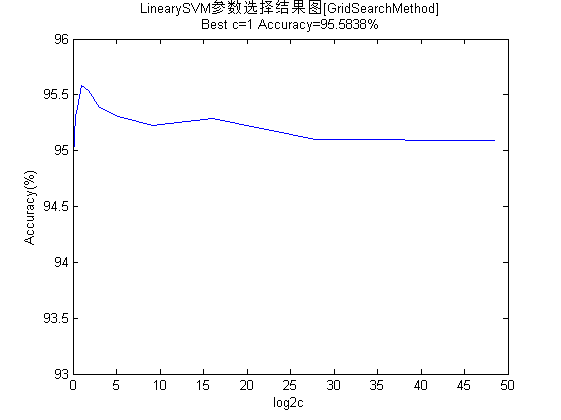 LinearySVM参数选择结果图[GridSearchMethod]
Best c=1 Accuracy=95.5838%
96
95.5
95
94.5
94
93.5
93
Accuracy(%)
0 5 10 15 20 25 30 35 40 45 50
log2c